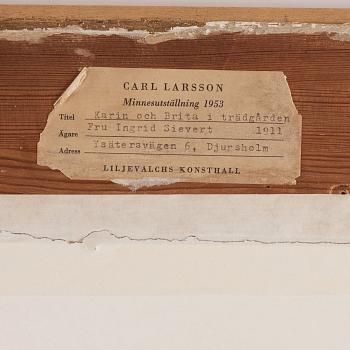 CARL LARSSON
Minnesutställning 1953
Titel Karin och Brita i trädgården
Ägare Fru Ingrid Sievert 1911
Adress Ysätersvägen 6, Djursholm
LILJEVALCHS KONSTHALL